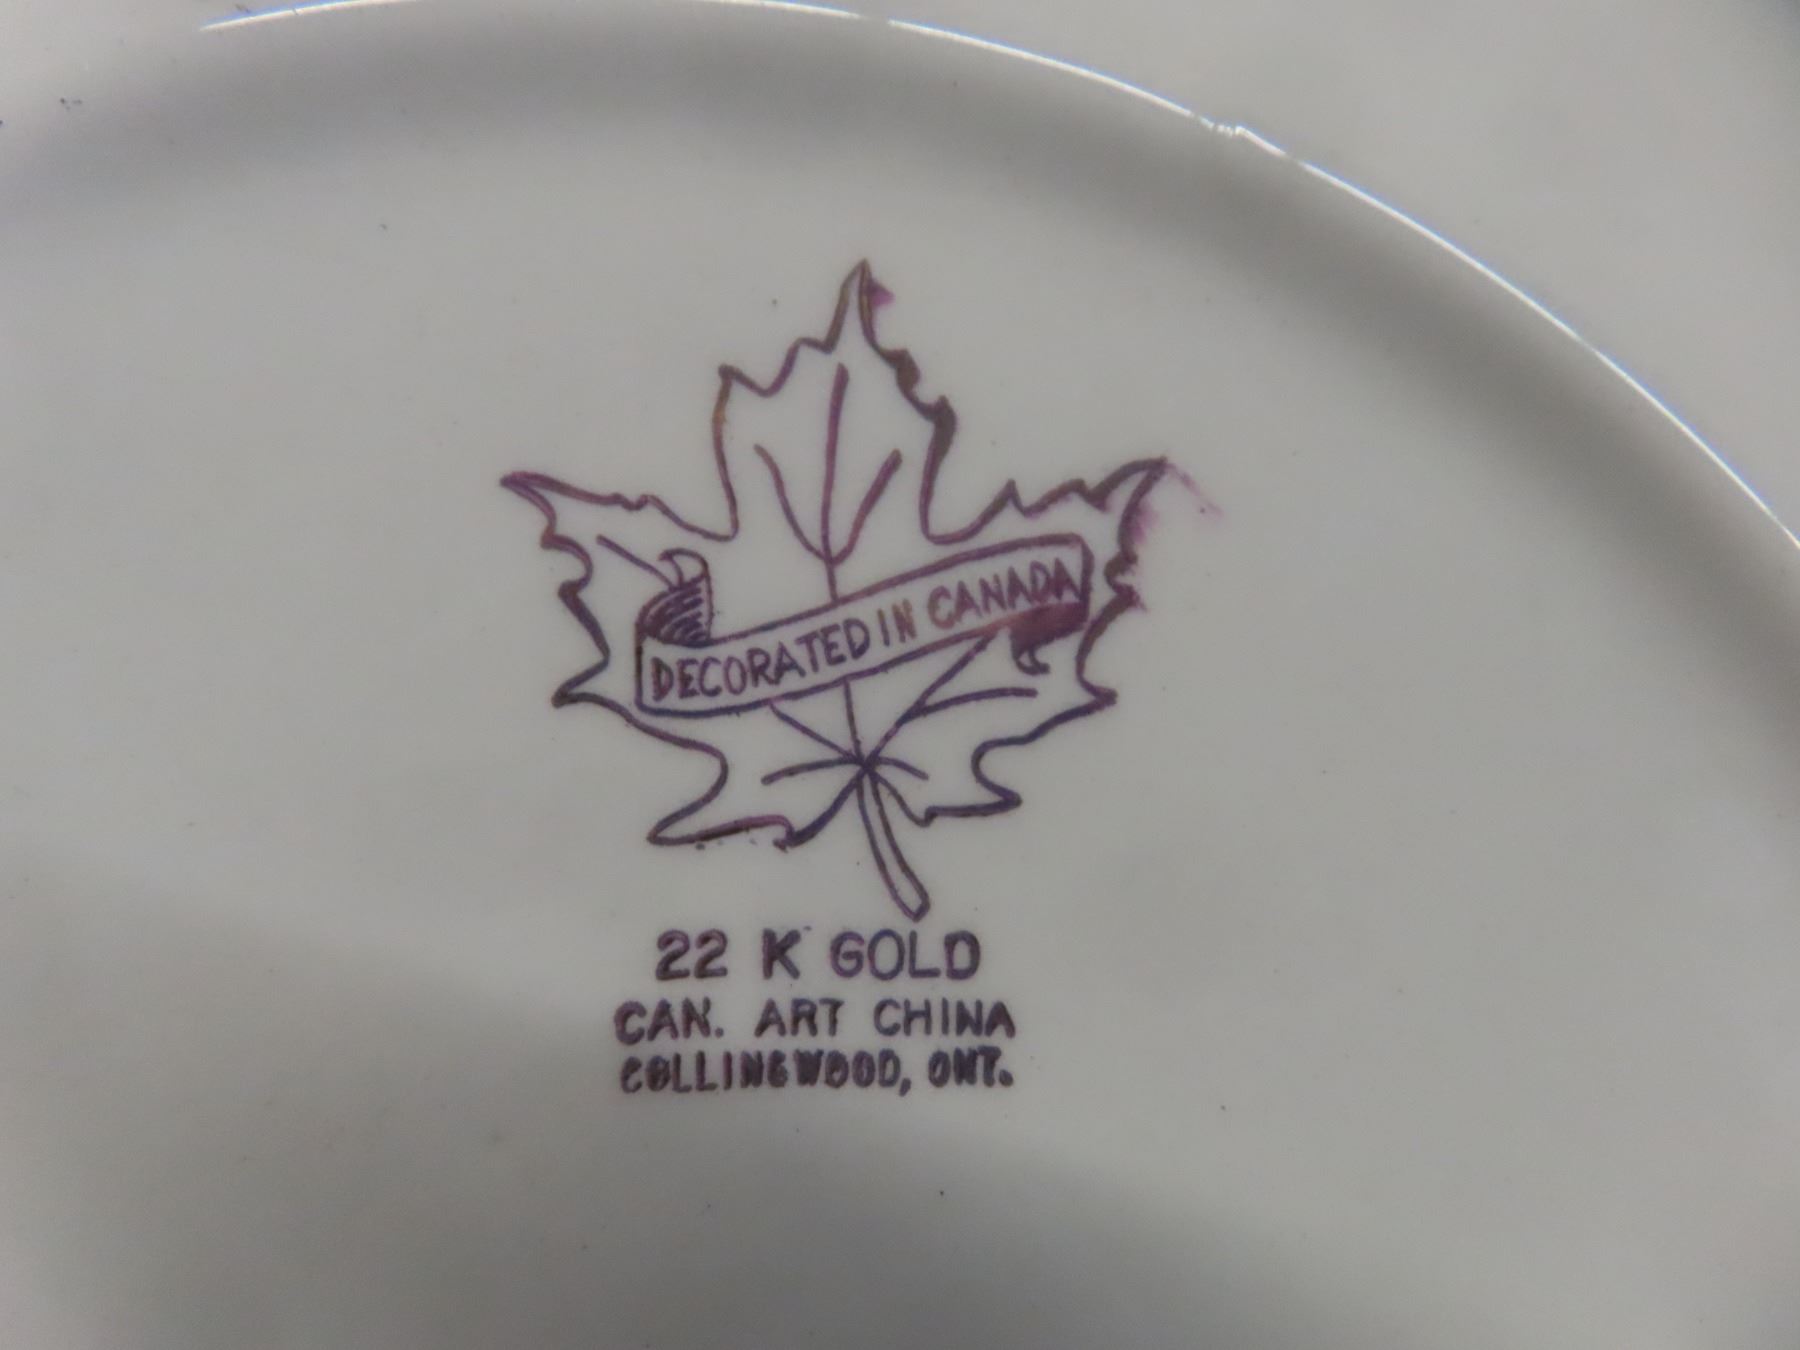 DECORATED IN CANADA
22 K GOLD
CAN. ART CHINA
COLLINGWOOD, ONT.